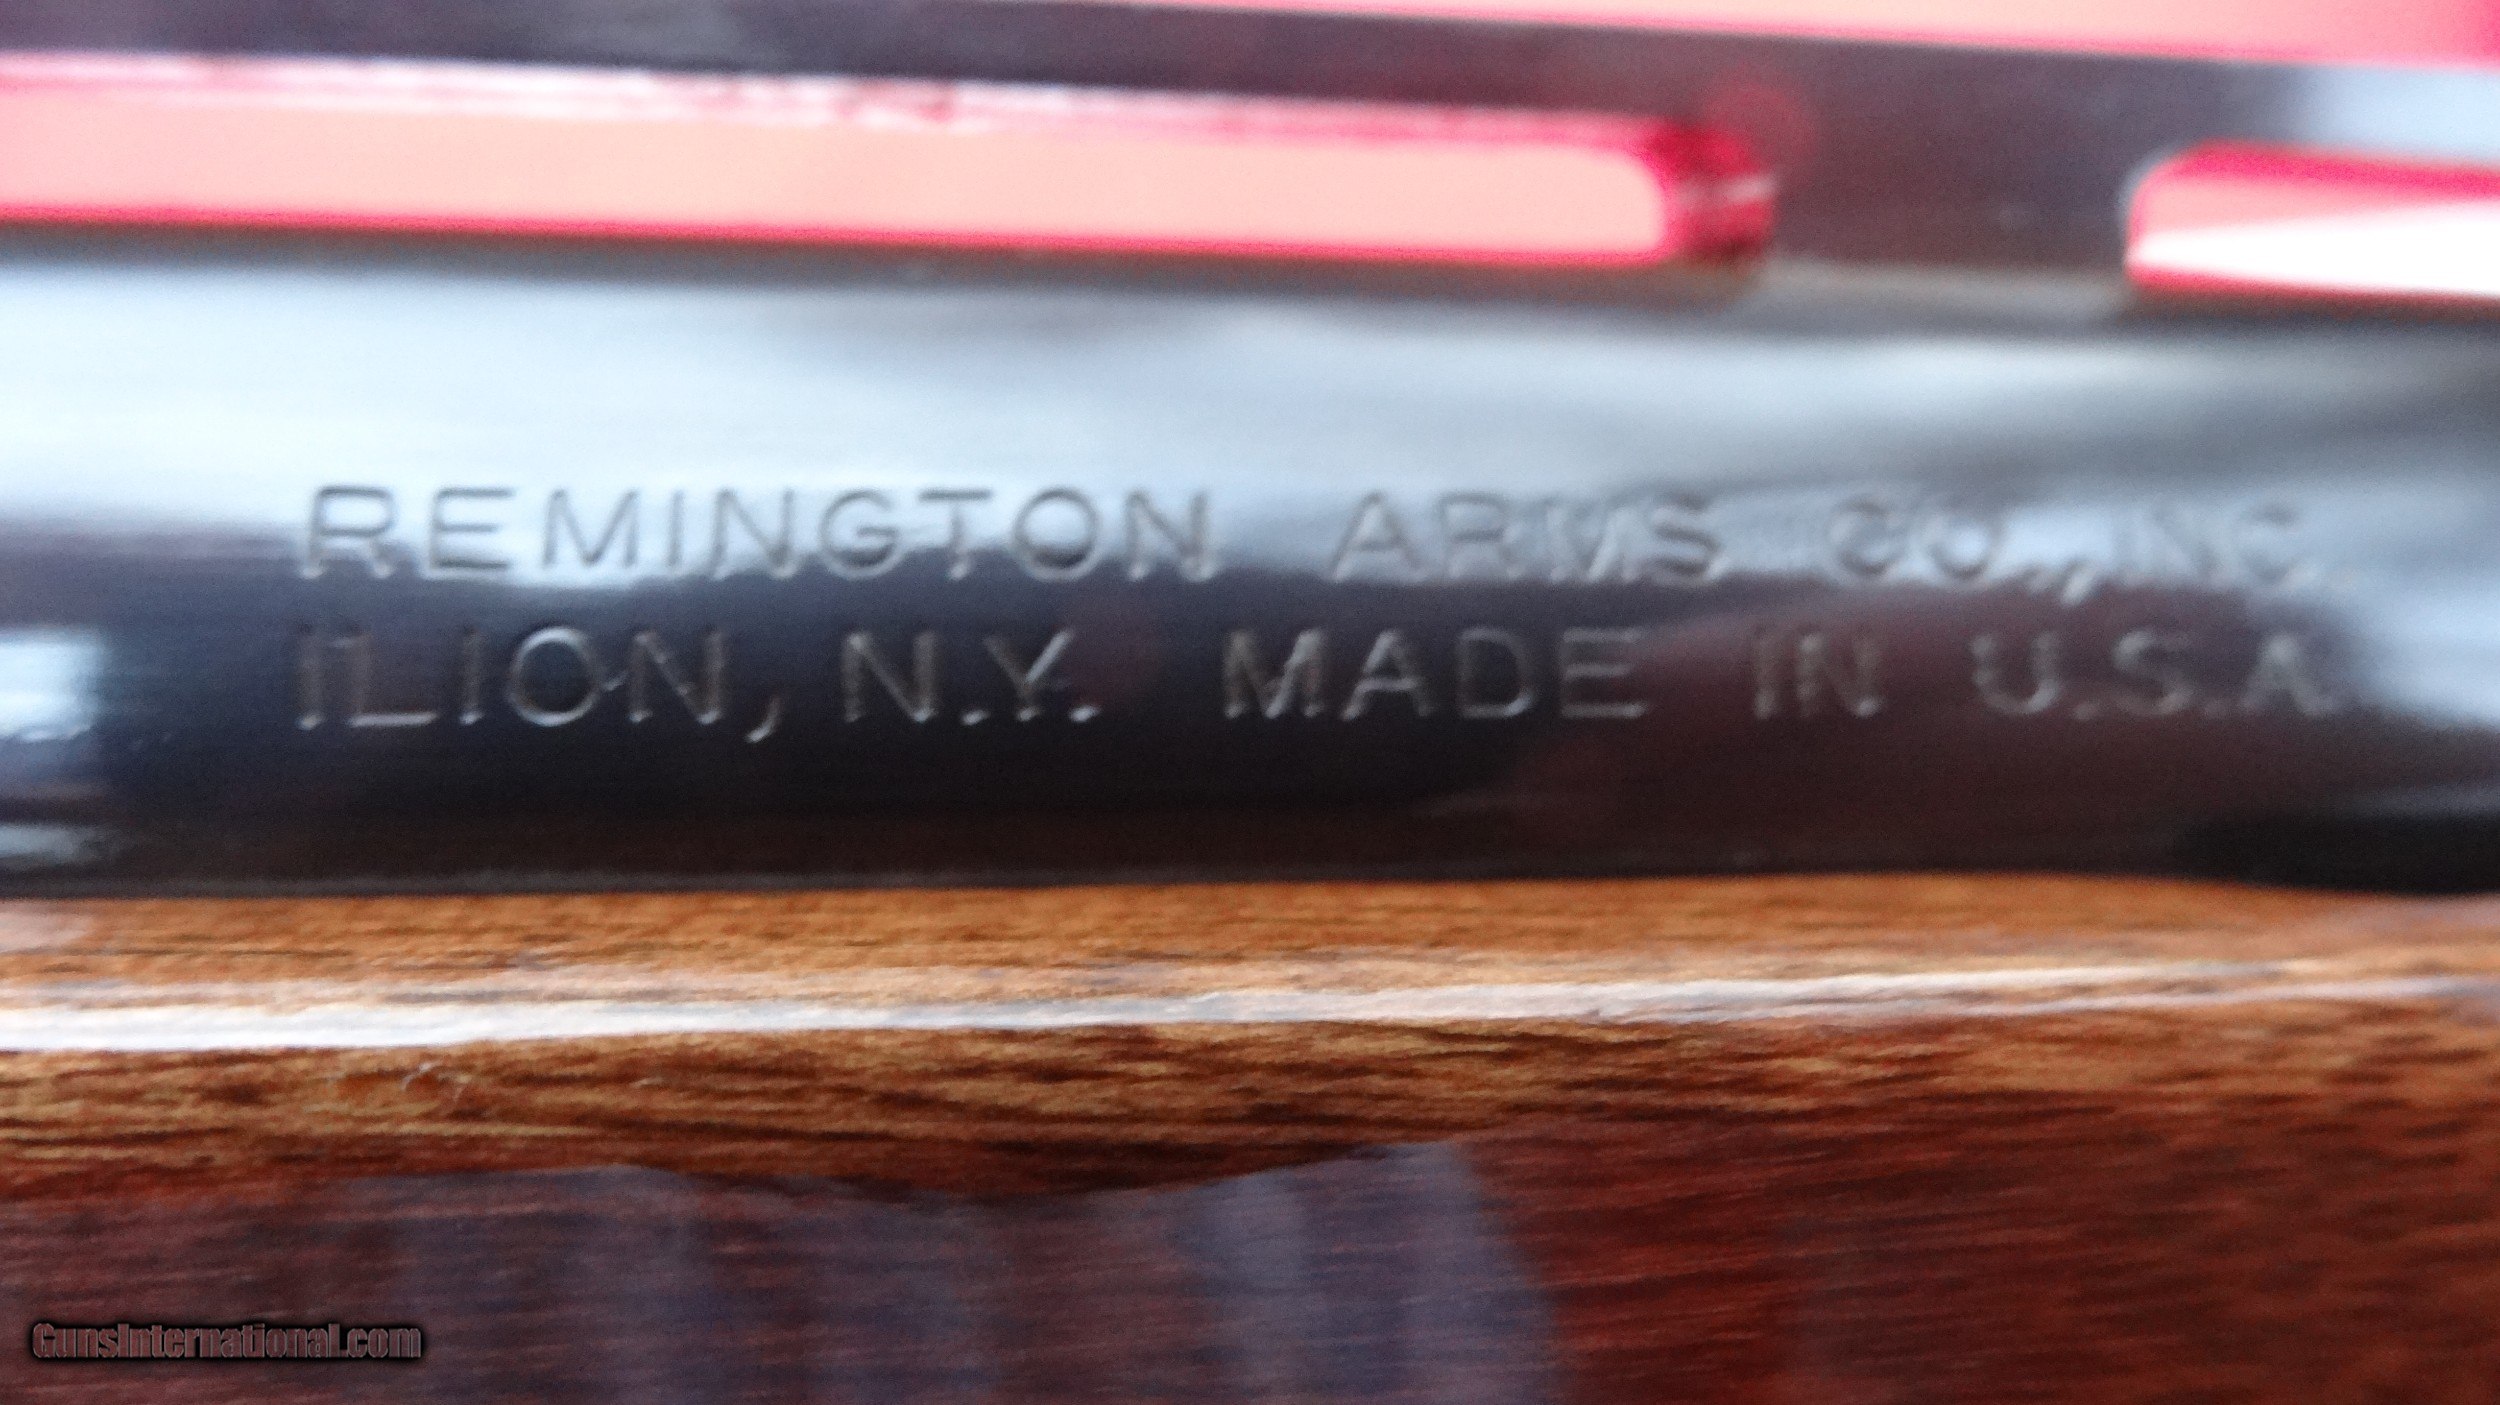 REMINGTON ARMS CO., INC.
ILION, N.Y. MADE IN U.S.A.
GunsInternational.com